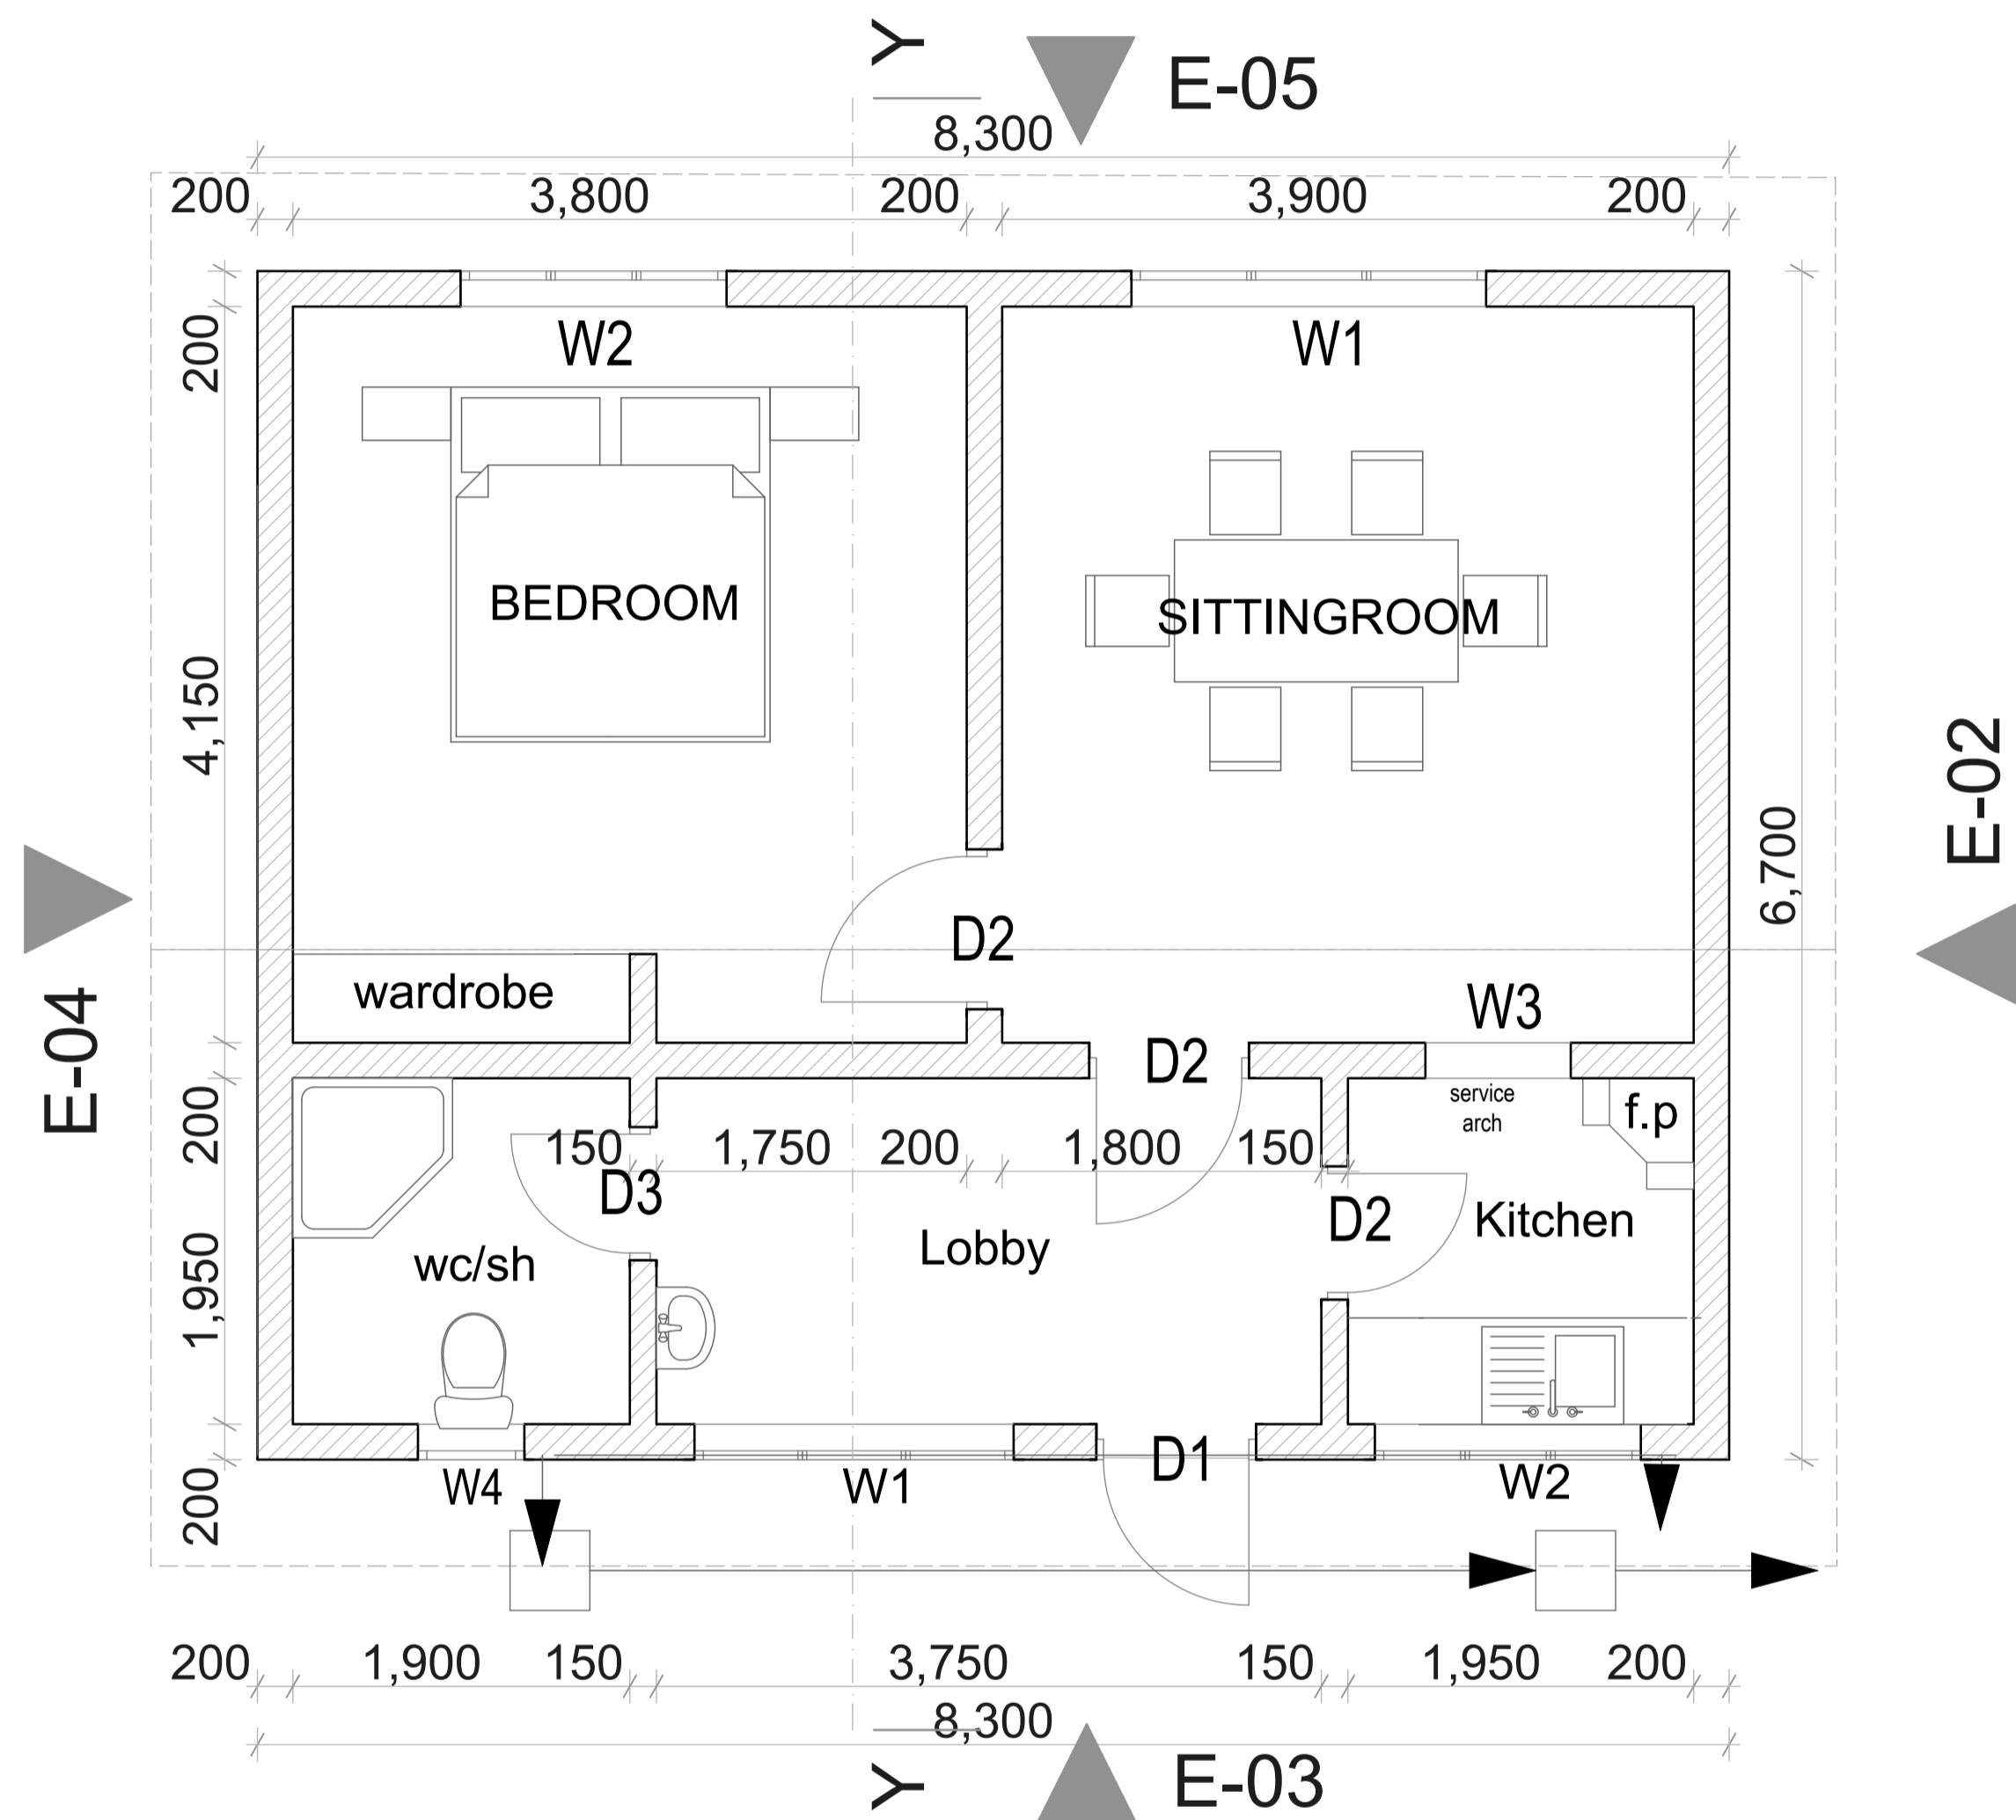 Y
E-05
8,300
200 3,800 200 3,900 200
200
W2
W1
BEDROOM
SITTINGROOM
4,150
E-02
6,700
D2
wardrobe
W3
E-04
D2
service
arch
f.p
200
150 1,750 200 1,800 150
D3
D2
Kitchen
Lobby
wc/sh
1,950
D1
W4
W1
W2
200
200 1,900 150 3,750 150 1,950 200
8,300
Y
E-03